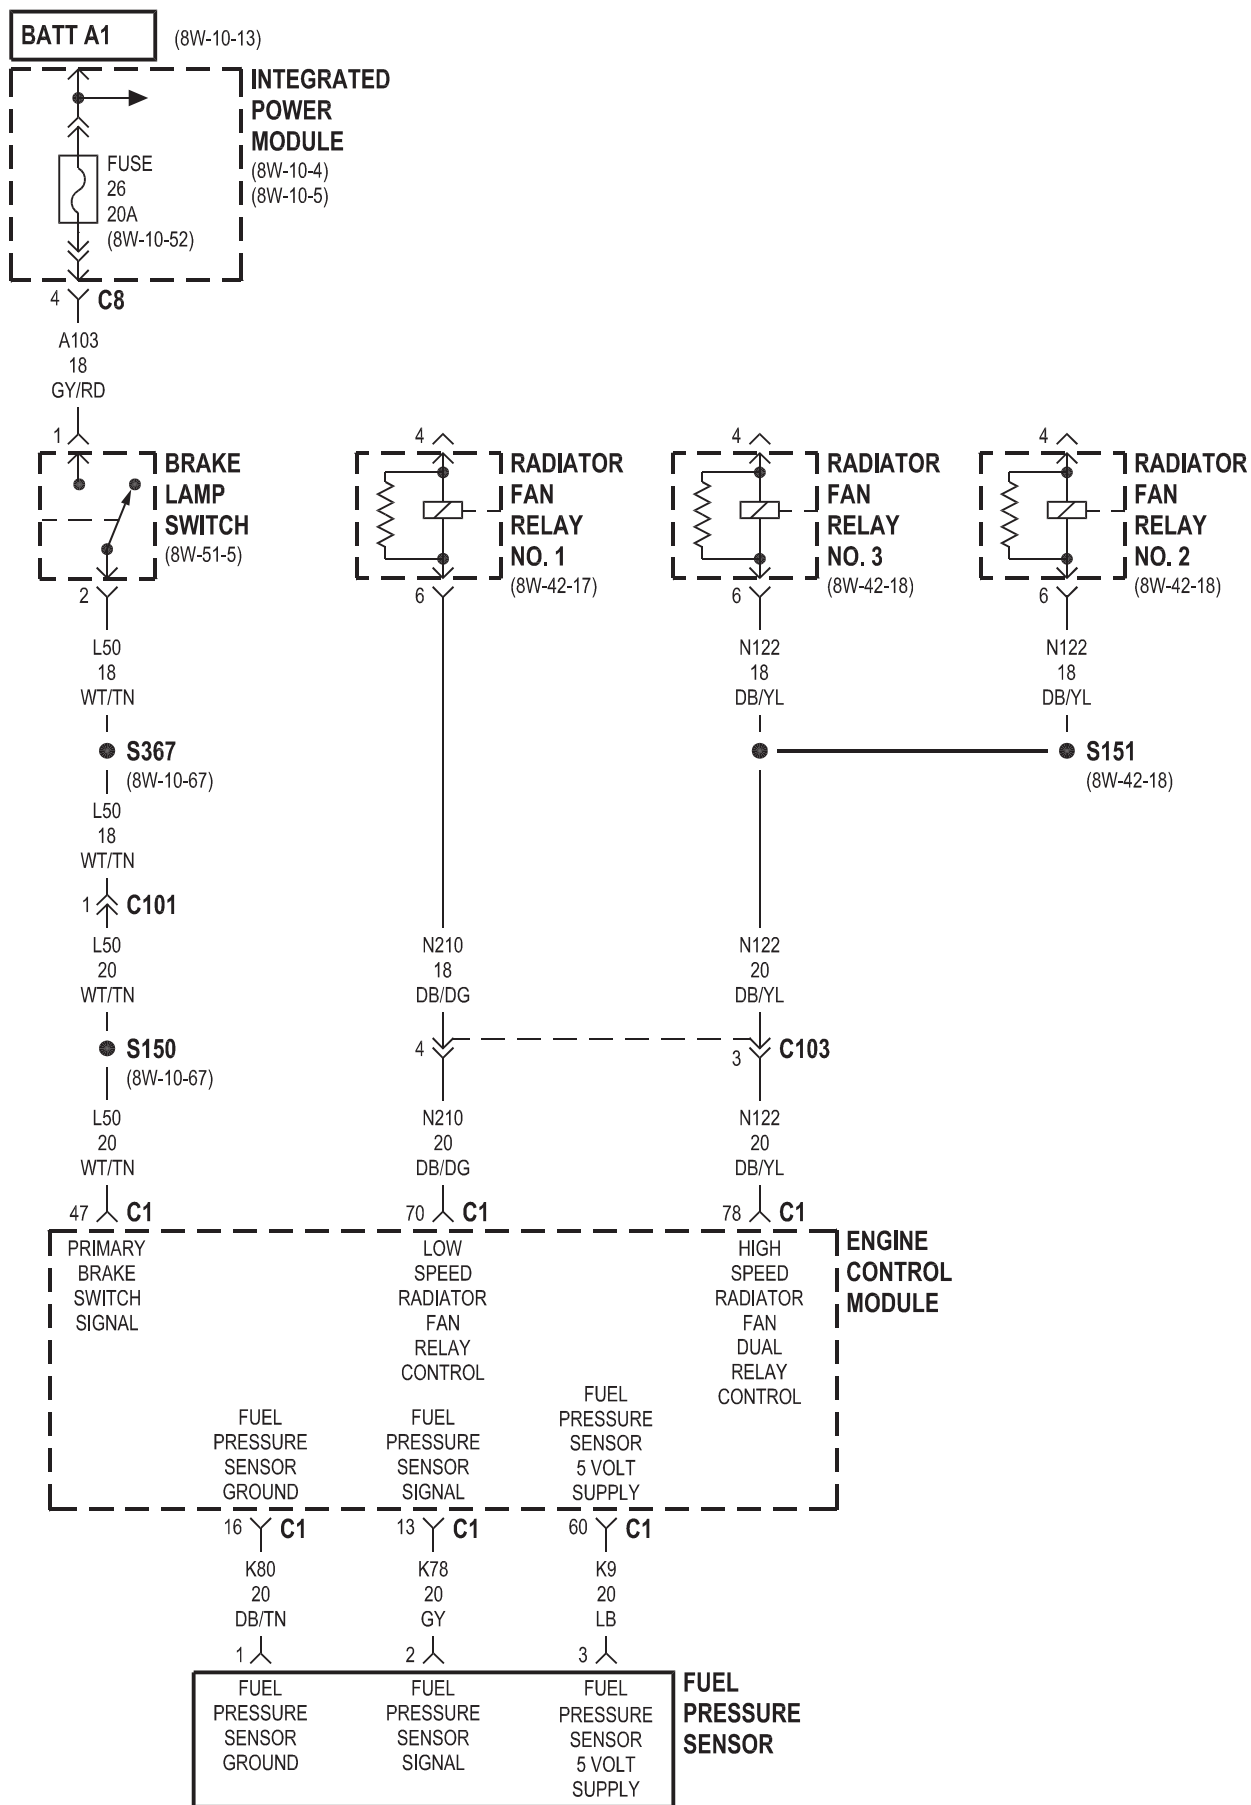 BATT A1
(8W-10-13)
INTEGRATED
POWER
MODULE
(8W-10-4)
(8W-10-5)
FUSE
26
20A
(8W-10-52)
4
C8
A103
18
GY/RD
1
BRAKE
LAMP
SWITCH
(8W-51-5)
2
4
RADIATOR
FAN
RELAY
NO. 1
(8W-42-17)
6
4
RADIATOR
FAN
RELAY
NO. 3
(8W-42-18)
6
4
RADIATOR
FAN
RELAY
NO. 2
(8W-42-18)
6
L50
18
WT/TN
N122
18
DB/YL
N122
18
DB/YL
S367
(8W-10-67)
S151
(8W-42-18)
L50
18
WT/TN
1
C101
L50
20
WT/TN
N210
18
DB/DG
N122
20
DB/YL
S150
(8W-10-67)
4
3
C103
L50
20
WT/TN
N210
20
DB/DG
N122
20
DB/YL
47
C1
70
C1
78
C1
ENGINE
CONTROL
MODULE
PRIMARY
BRAKE
SWITCH
SIGNAL
LOW
SPEED
RADIATOR
FAN
RELAY
CONTROL
HIGH
SPEED
RADIATOR
FAN
DUAL
RELAY
CONTROL
FUEL
PRESSURE
SENSOR
GROUND
FUEL
PRESSURE
SENSOR
SIGNAL
FUEL
PRESSURE
SENSOR
5 VOLT
SUPPLY
16
C1
13
C1
60
C1
K80
20
DB/TN
K78
20
GY
K9
20
LB
1
2
3
FUEL
PRESSURE
SENSOR
GROUND
FUEL
PRESSURE
SENSOR
SIGNAL
FUEL
PRESSURE
SENSOR
5 VOLT
SUPPLY
FUEL
PRESSURE
SENSOR